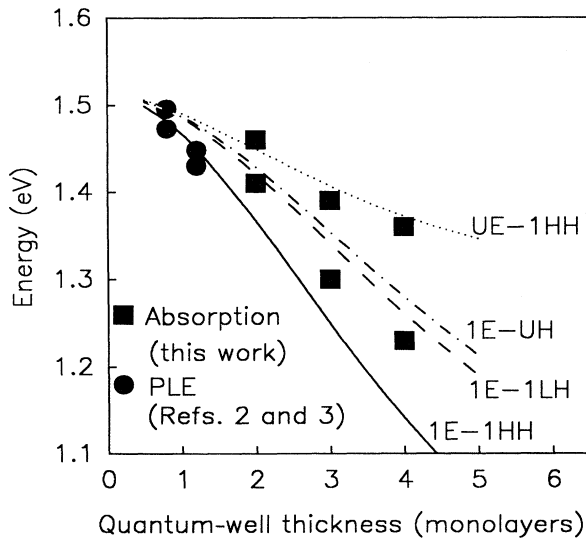 1.6
1.5
1.4
1.3
1.2
1.1
Energy (eV)
UE−1HH
1E−UH
1E−1LH
1E−1HH
Absorption
(this work)
PLE
(Refs. 2 and 3)
0 1 2 3 4 5 6
Quantum−well thickness (monolayers)